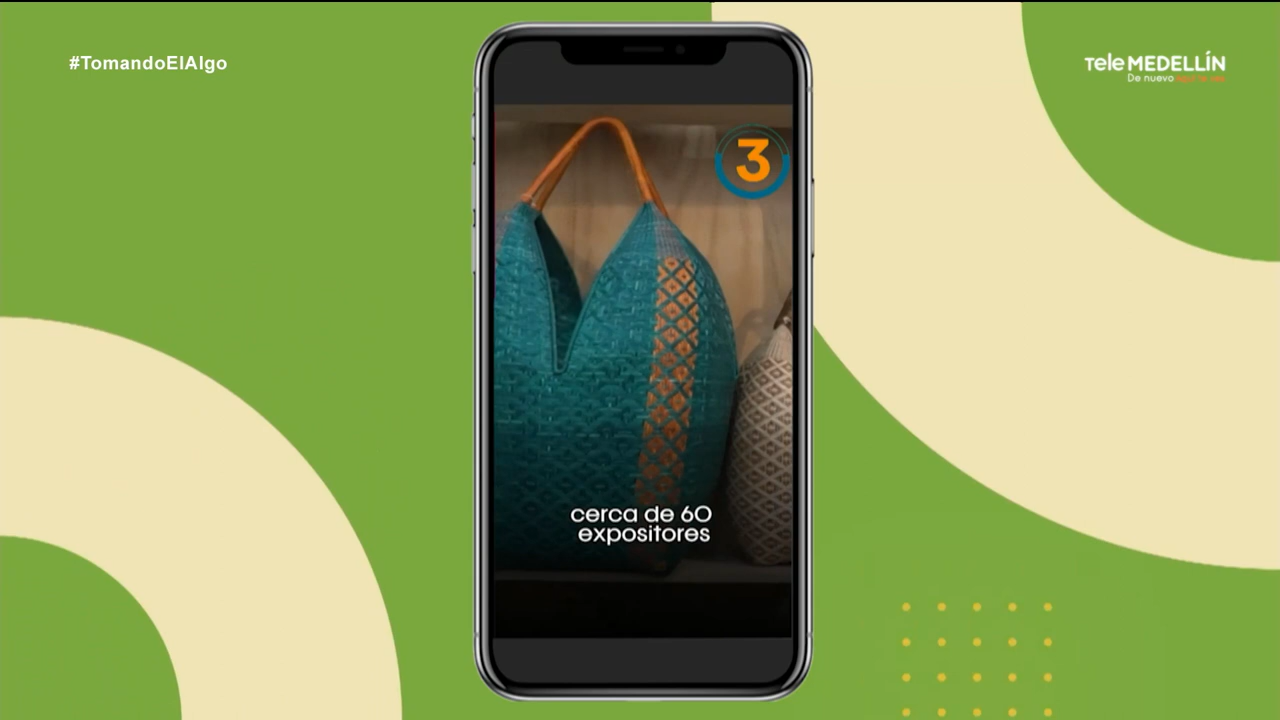 #TomandoElAlgo
TeleMEDELLÍN
De nuevo
3
cerca de 60
expositores